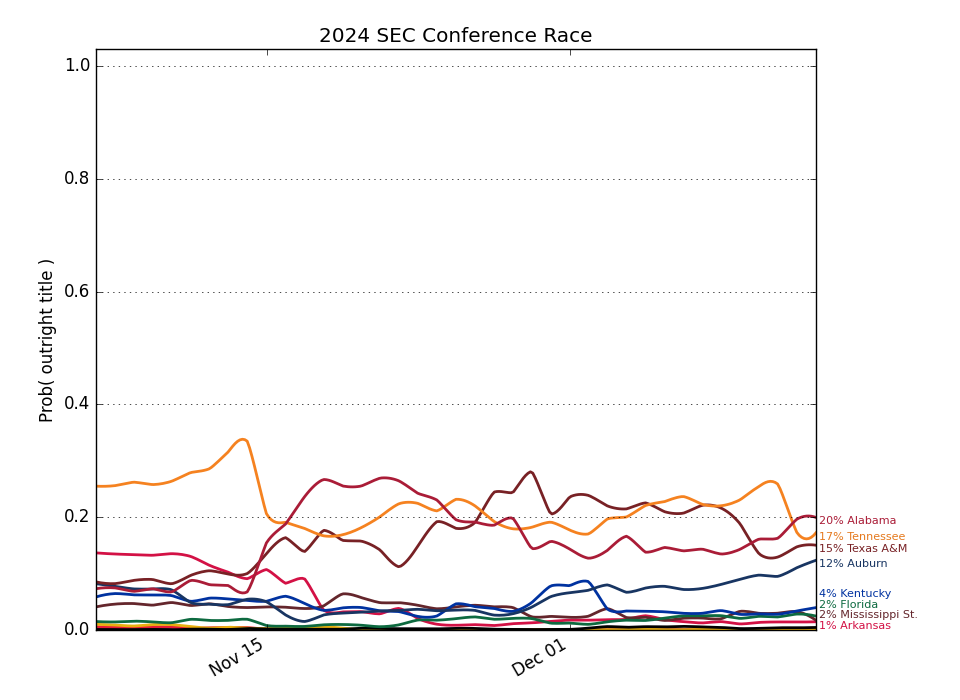 2024 SEC Conference Race
Prob( outright title )
1.0
0.8
0.6
0.4
0.2
0.0
Nov 15
Dec 01
20% Alabama
17% Tennessee
15% Texas A&M
12% Auburn
4% Kentucky
2% Florida
2% Mississippi St.
1% Arkansas